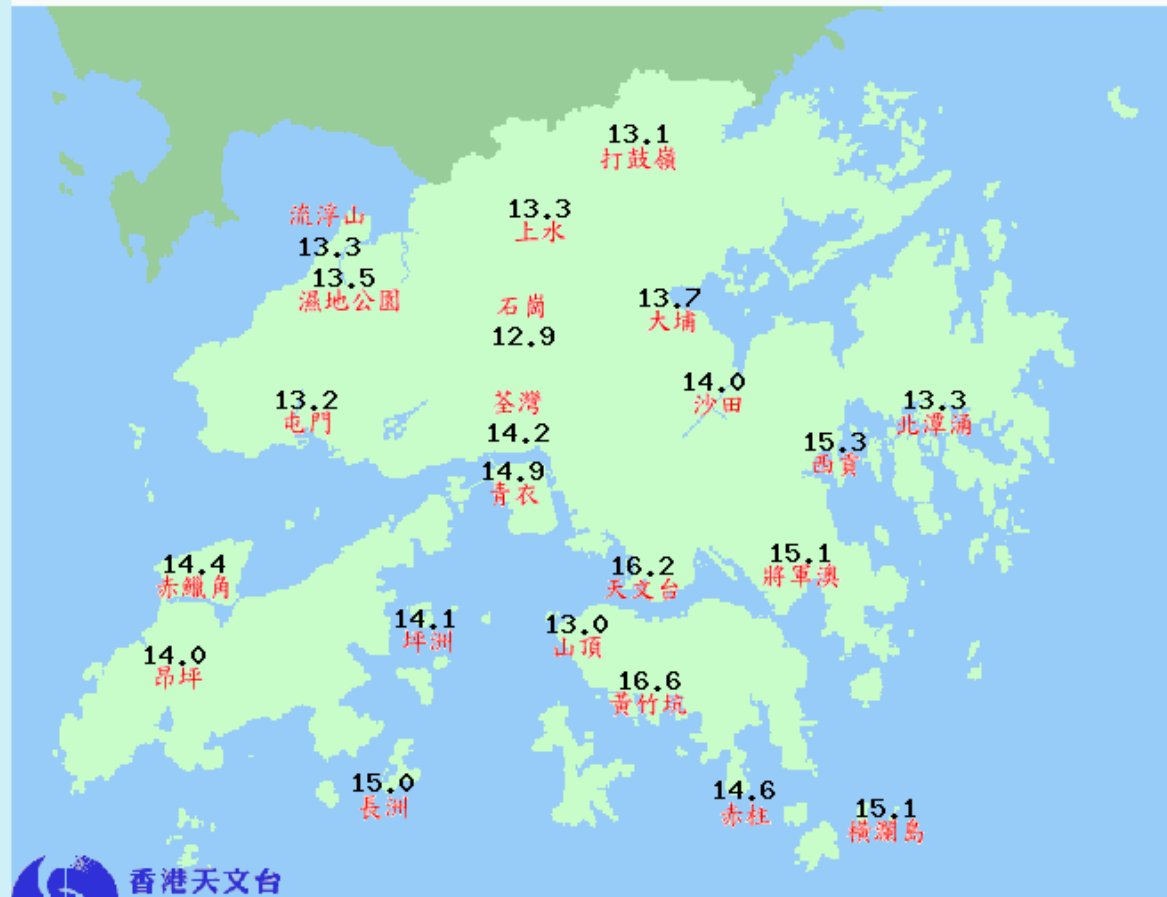 13.1
打鼓嶺
13.3
上水
流浮山
13.3
13.5
濕地公園
石崗
12.9
13.7
大埔
13.2
屯門
荃灣
14.2
14.0
沙田
13.3
北潭涌
15.3
西貢
14.9
青衣
14.4
赤鱲角
16.2
天文台
15.1
將軍澳
14.1
坪洲
13.0
山頂
14.0
昂坪
16.6
黃竹坑
15.0
長洲
14.6
赤柱
15.1
橫瀾島
香港天文台